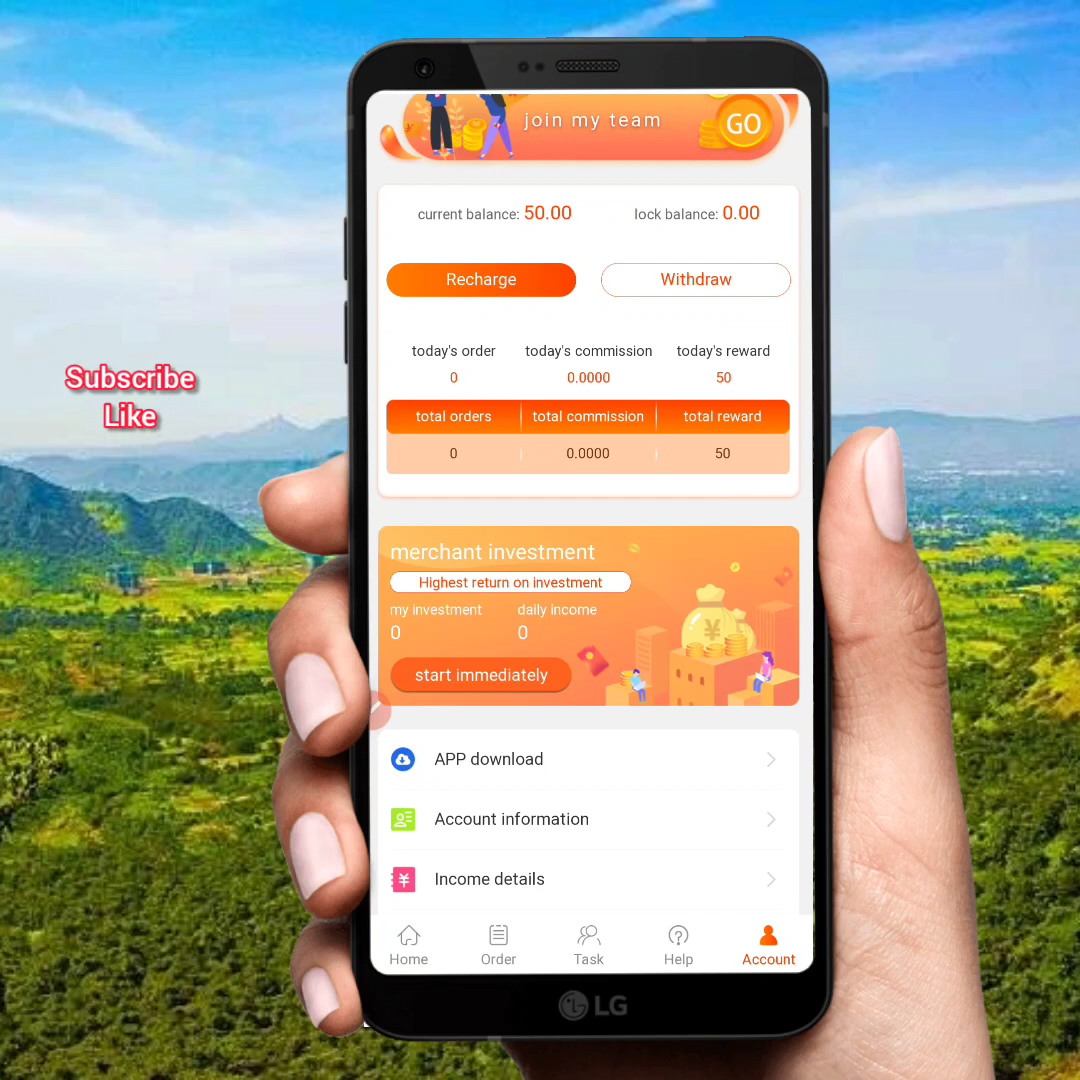 join my team
GO
current balance: 50.00
lock balance: 0.00
Recharge
Withdraw
today's order
today's commission
today's reward
0
0.0000
50
total orders
total commission
total reward
0
0.0000
50
Subscribe
Like
merchant investment
Highest return on investment
my investment
daily income
0
0
start immediately
¥
APP download
Account information
¥
Income details
Home
Order
Task
Help
Account
LG